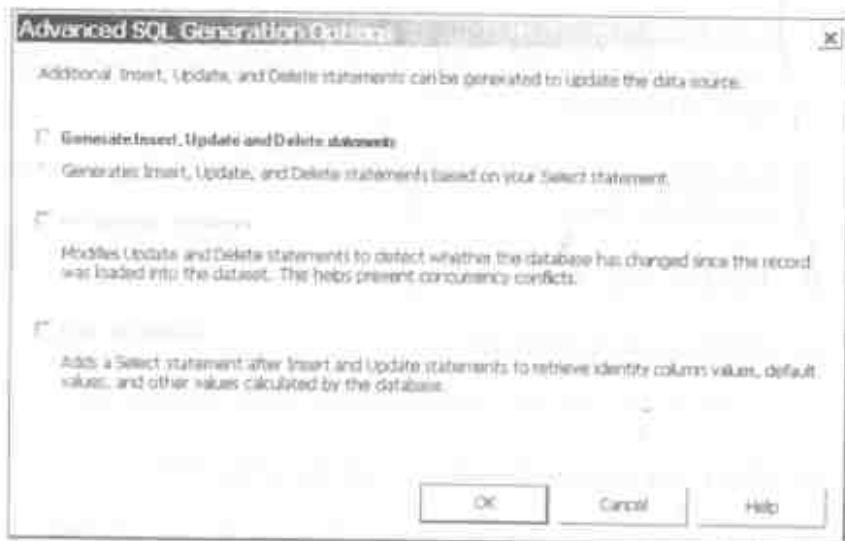 Advanced SQL Generation Options
Additional Insert, Update, and Delete statements can be generated to update the data source.
Generate Insert, Update and Delete statements
Generates Insert, Update, and Delete statements based on your Select statement.
Modifies Update and Delete statements to detect whether the database has changed since the record
was loaded into the dataset. This helps prevent concurrency conflicts.
Adds a Select statement after Insert and Update statements to retrieve identity column values, default
values, and other values calculated by the database.
OK
Cancel
Help